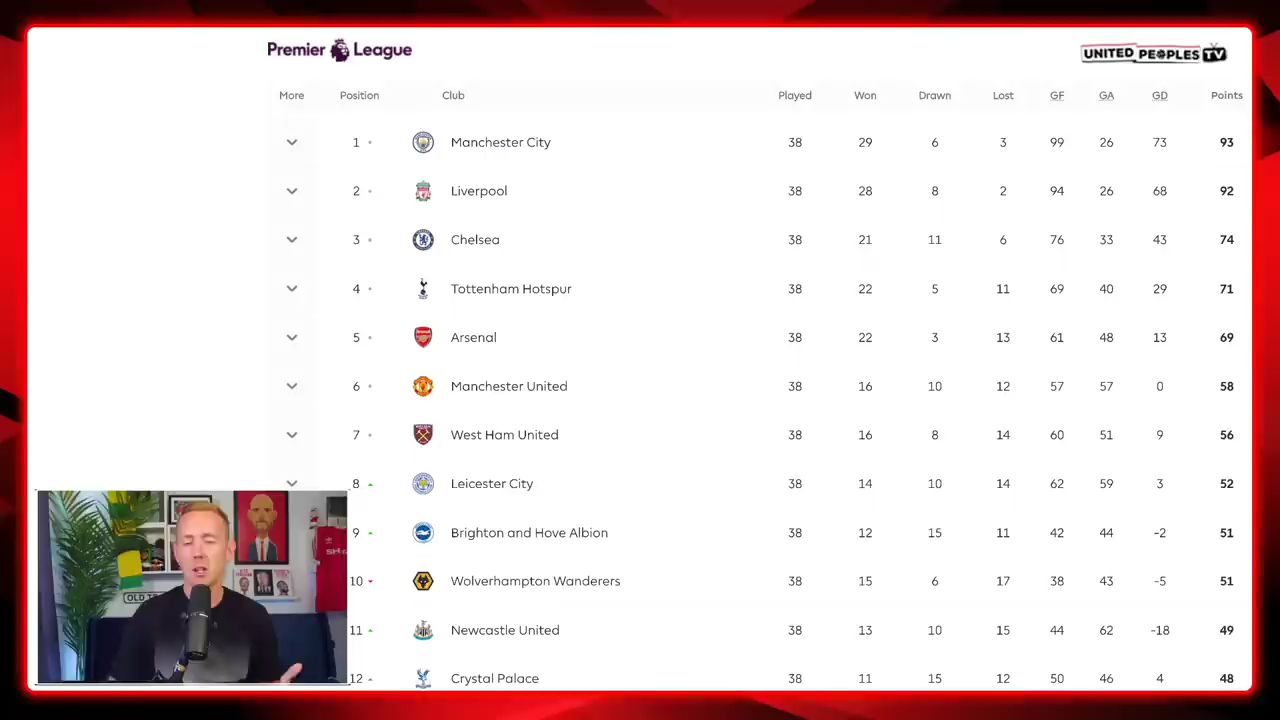 Premier League
UNITED PEOPLES TV
More Position Club Played Won Drawn Lost GF GA GD Points
1 Manchester City 38 29 6 3 99 26 73 93
2 Liverpool 38 28 8 2 94 26 68 92
3 Chelsea 38 21 11 6 76 33 43 74
4 Tottenham Hotspur 38 22 5 11 69 40 29 71
5 Arsenal 38 22 3 13 61 48 13 69
6 Manchester United 38 16 10 12 57 57 0 58
7 West Ham United 38 16 8 14 60 51 9 56
8 Leicester City 38 14 10 14 62 59 3 52
9 Brighton and Hove Albion 38 12 15 11 42 44 -2 51
10 Wolverhampton Wanderers 38 15 6 17 38 43 -5 51
11 Newcastle United 38 13 10 15 44 62 -18 49
12 Crystal Palace 38 11 15 12 50 46 4 48